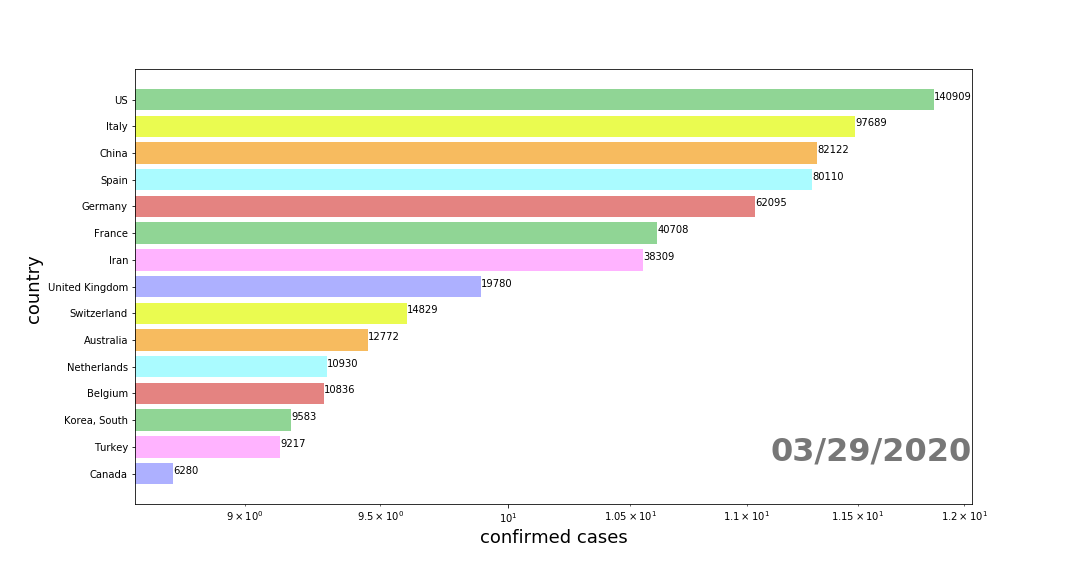 US 140909
Italy 97689
China 82122
Spain 80110
Germany 62095
France 40708
Iran 38309
United Kingdom 19780
Switzerland 14829
Australia 12772
Netherlands 10930
Belgium 10836
Korea, South 9583
Turkey 9217
Canada 6280
country
03/29/2020
9 × 10⁰ 9.5 × 10⁰ 10¹ 1.05 × 10¹ 1.1 × 10¹ 1.15 × 10¹ 1.2 × 10¹
confirmed cases